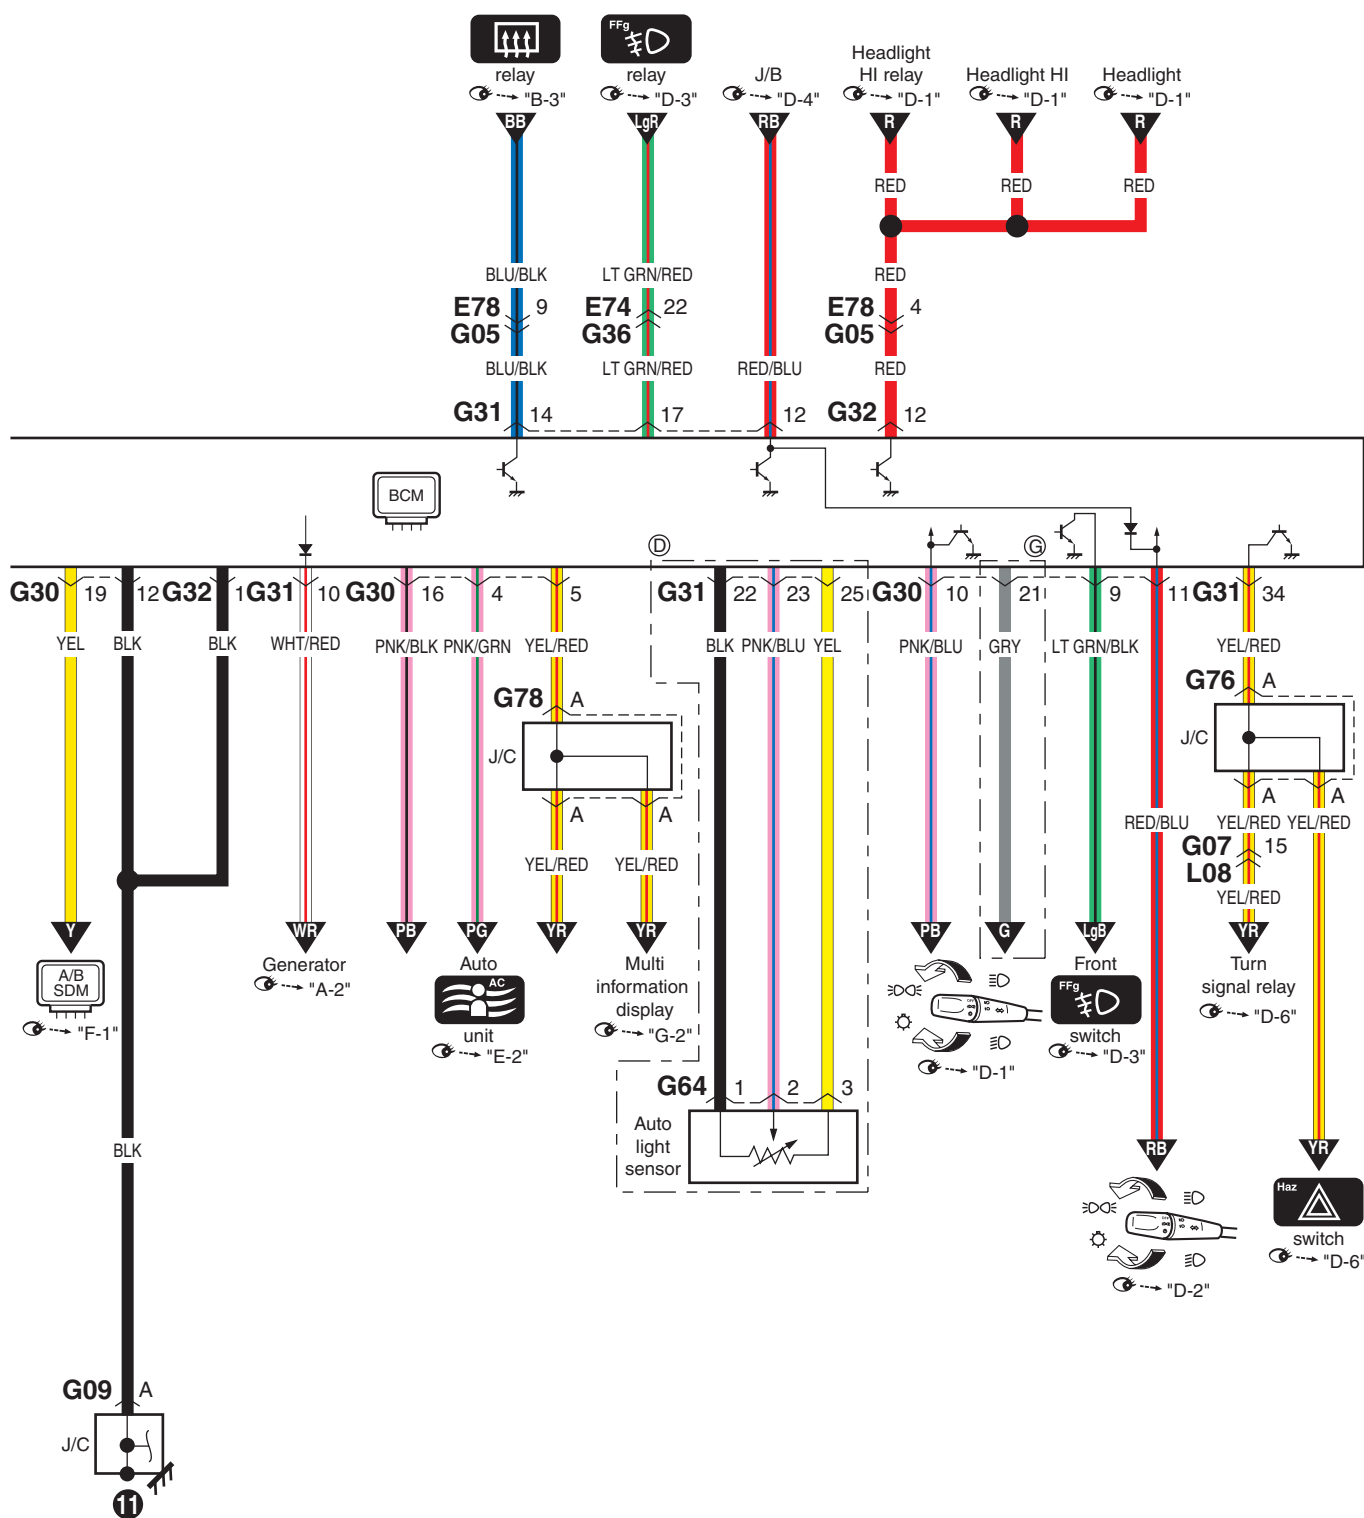 FFg
Headlight
relay
relay
J/B
HI relay
Headlight HI
Headlight
"B-3"
"D-3"
"D-4"
"D-1"
"D-1"
"D-1"
BB
LgR
RB
R
R
R
RED
RED
RED
BLU/BLK
LT GRN/RED
RED
E78
9
E74
22
E78
4
G05
G36
G05
BLU/BLK
LT GRN/RED
RED/BLU
RED
G31
14
17
12
G32
12
BCM
D
G
G30
19
12
G32
1
G31
10
G30
16
4
5
G31
22
23
25
G30
10
21
9
11
G31
34
YEL
BLK
BLK
WHT/RED
PNK/BLK
PNK/GRN
YEL/RED
BLK
PNK/BLU
YEL
PNK/BLU
GRY
LT GRN/BLK
YEL/RED
G78
A
G76
A
J/C
J/C
A
A
A
A
RED/BLU
YEL/RED
YEL/RED
G07
15
L08
YEL/RED
YEL/RED
YEL/RED
Y
WR
PB
PG
YR
YR
PB
G
LgB
YR
A/B
SDM
Generator
Auto
Multi
information
display
Front
Turn
signal relay
"F-1"
"A-2"
AC
unit
"E-2"
"G-2"
OFF
"D-1"
FFg
switch
"D-3"
"D-6"
G64
1
2
3
Auto
light
sensor
BLK
RB
YR
OFF
Haz
switch
"D-2"
"D-6"
G09
A
J/C
11